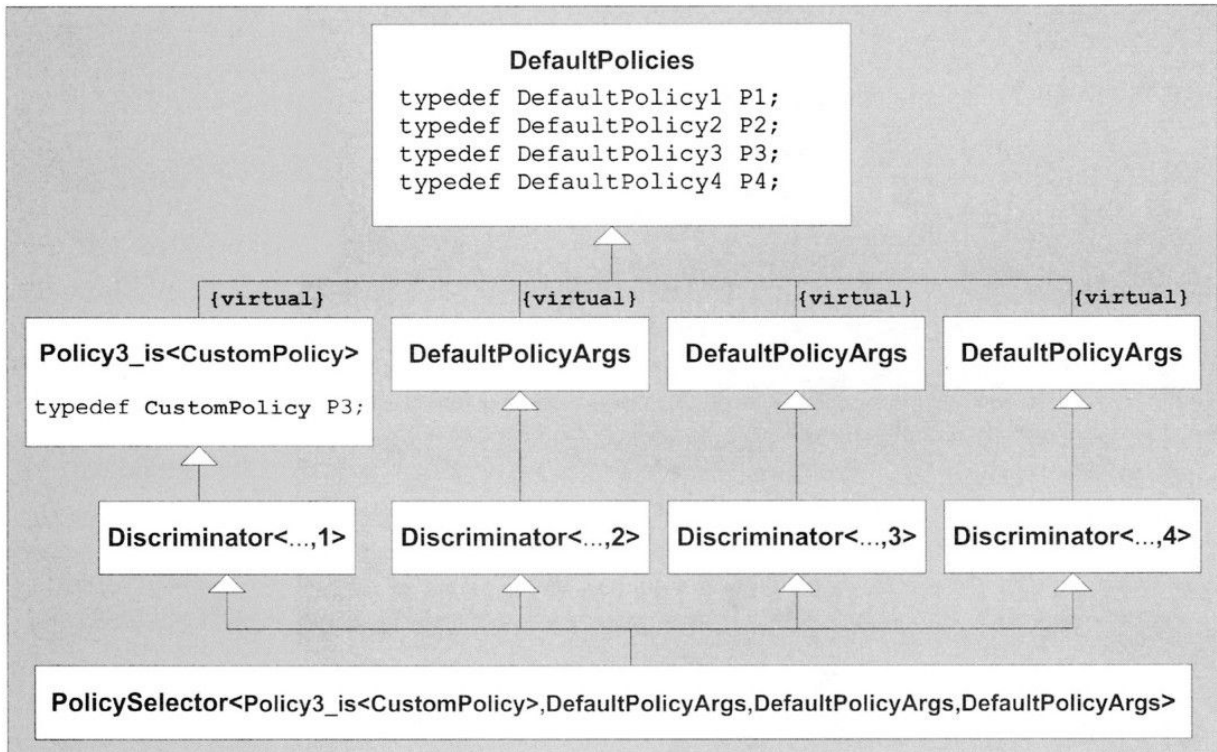 DefaultPolicies
typedef DefaultPolicy1 P1;
typedef DefaultPolicy2 P2;
typedef DefaultPolicy3 P3;
typedef DefaultPolicy4 P4;
{virtual} {virtual} {virtual} {virtual}
Policy3_is<CustomPolicy>
typedef CustomPolicy P3;
DefaultPolicyArgs
DefaultPolicyArgs
DefaultPolicyArgs
Discriminator<...,1>
Discriminator<...,2>
Discriminator<...,3>
Discriminator<...,4>
PolicySelector<Policy3_is<CustomPolicy>,DefaultPolicyArgs,DefaultPolicyArgs,DefaultPolicyArgs>